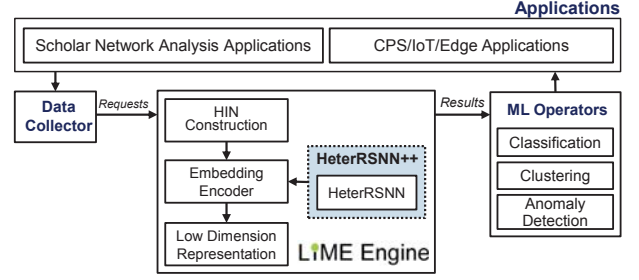 Applications
Scholar Network Analysis Applications
CPS/IoT/Edge Applications
Data
Collector
Requests
HIN
Construction
Embedding
Encoder
Low Dimension
Representation
HeterRSNN++
HeterRSNN
LiME Engine
Results
ML Operators
Classification
Clustering
Anomaly
Detection